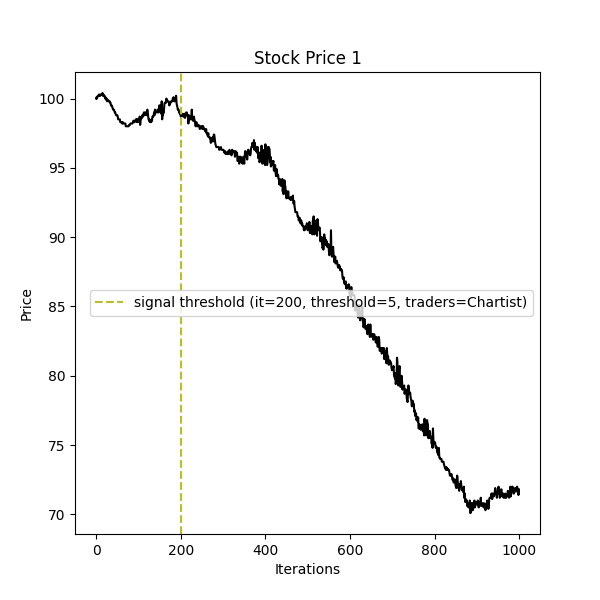 Stock Price 1
100
95
90
85
80
75
70
Price
signal threshold (it=200, threshold=5, traders=Chartist)
0 200 400 600 800 1000
Iterations